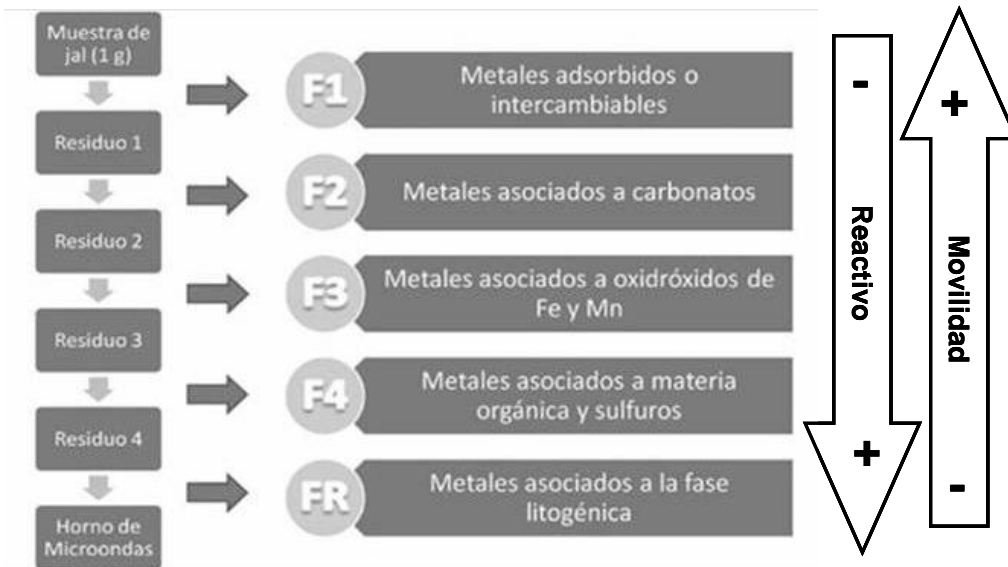 Muestra de
jal (1 g)
F1
Metales adsorbidos o
intercambiables
Residuo 1
F2
Metales asociados a carbonatos
Residuo 2
F3
Metales asociados a oxidróxidos de
Fe y Mn
Residuo 3
F4
Metales asociados a materia
orgánica y sulfuros
Residuo 4
FR
Metales asociados a la fase
litogénica
Horno de
Microondas
-
Reactivo
+
+
Movilidad
-